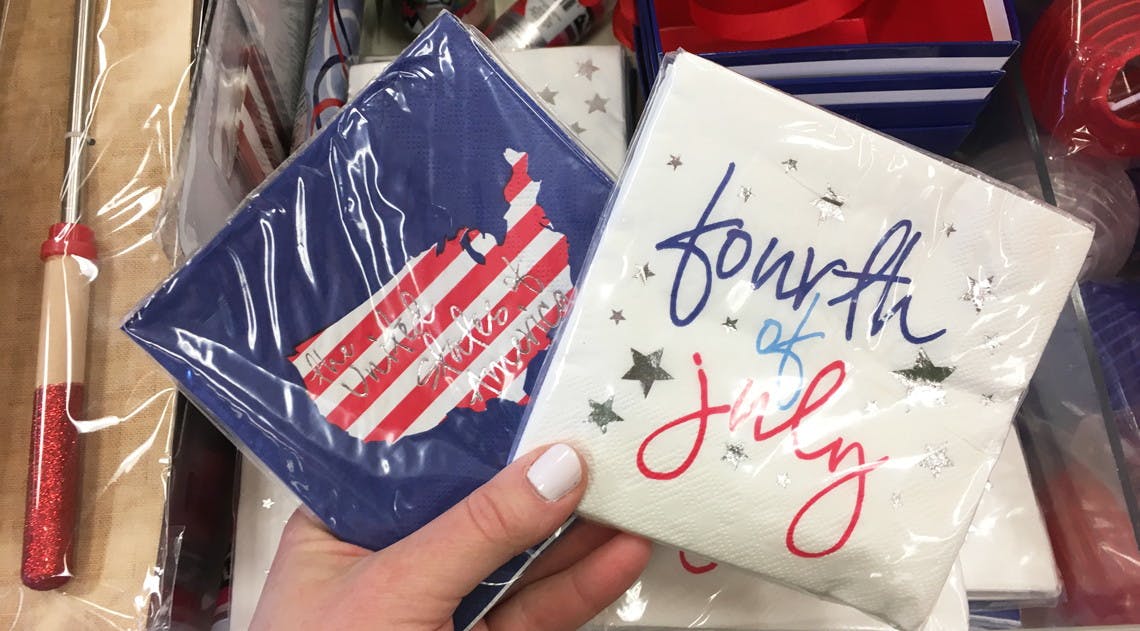 the
United
States of
America
fourth
of
july